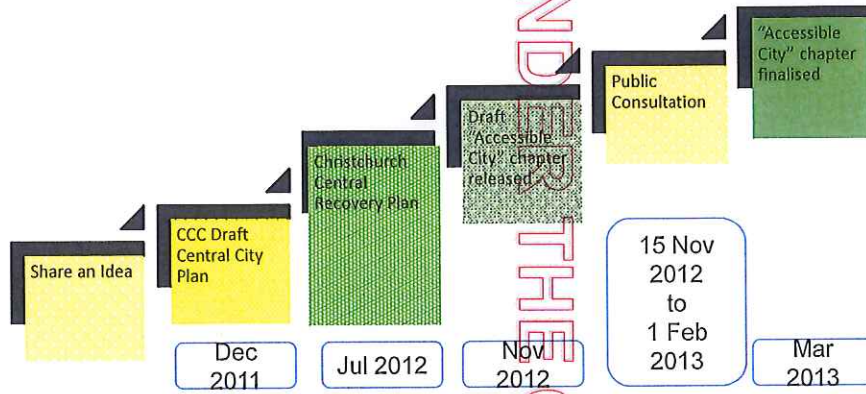 Share an Idea
CCC Draft
Central City
Plan
Christchurch
Central
Recovery Plan
Draft
"Accessible
City" chapter
released
Public
Consultation
"Accessible
City" chapter
finalised
Dec
2011
Jul 2012
Nov
2012
15 Nov
2012
to
1 Feb
2013
Mar
2013
NDER THE